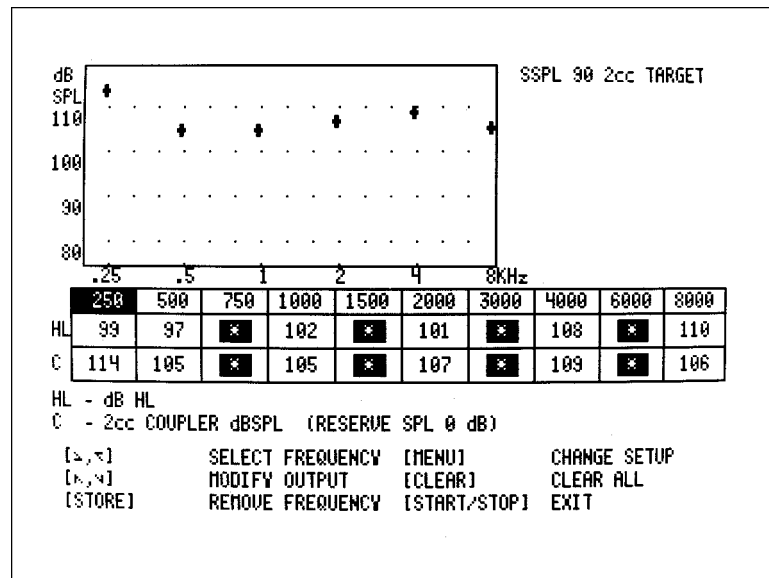 dB SSPL 90 2cc TARGET
SPL
110
100
90
80
.25 .5 1 2 4 8KHz
250 500 750 1000 1500 2000 3000 4000 6000 8000
HL 99 97 * 102 * 101 * 108 * 110
C 114 105 * 105 * 107 * 109 * 106
HL - dB HL
C - 2cc COUPLER dBSPL (RESERVE SPL 0 dB)
SELECT FREQUENCY [MENU] CHANGE SETUP
MODIFY OUTPUT [CLEAR] CLEAR ALL
[STORE] REMOVE FREQUENCY [START/STOP] EXIT